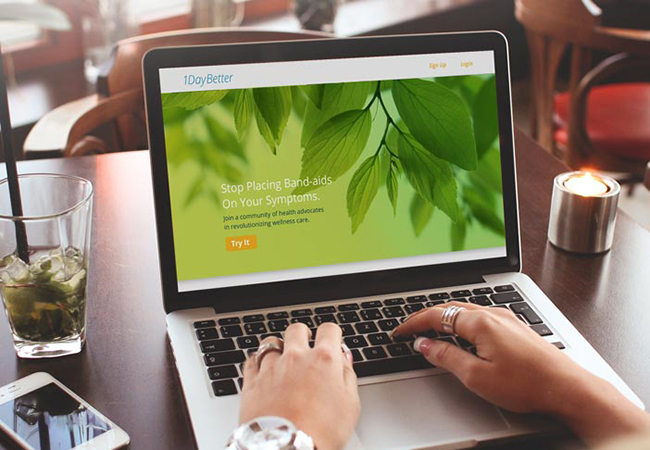 1DayBetter
Sign Up Login
Stop Placing Band-aids
On Your Symptoms.
Join a community of health advocates
in revolutionizing wellness care.
Try It